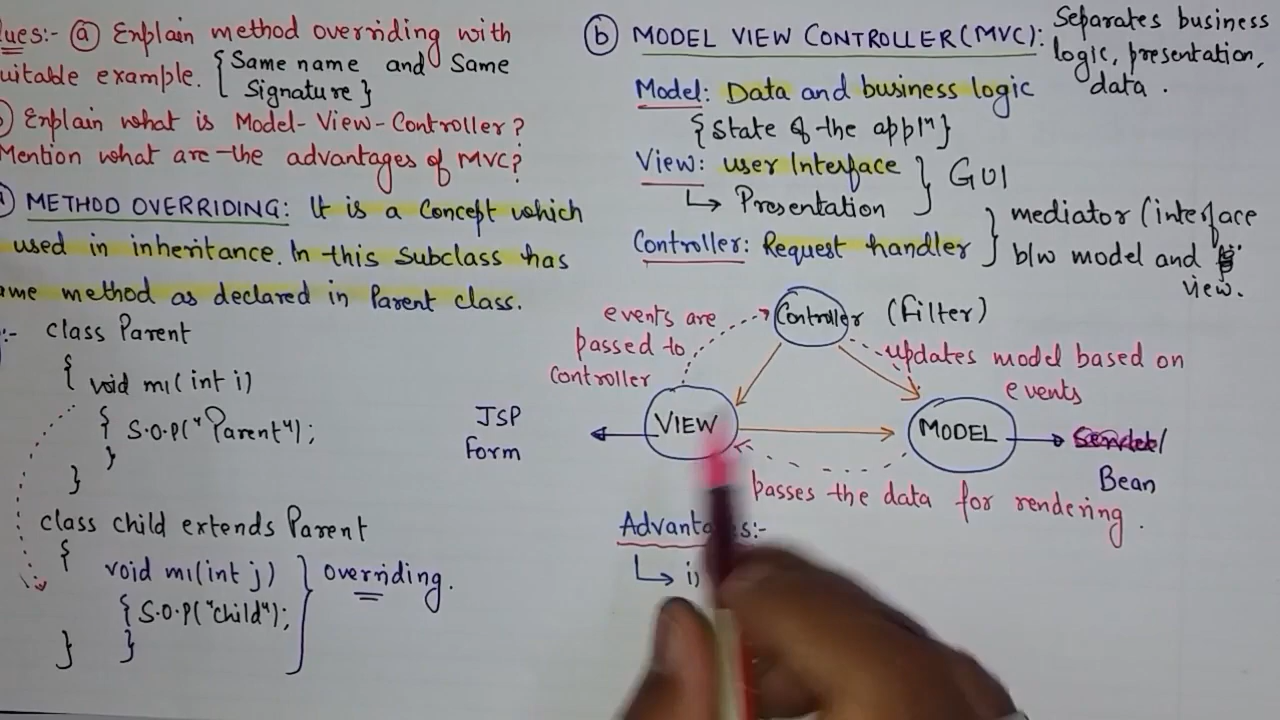 ues:- (a) Explain method overriding with
uitable example. { Same name and Same
Signature }
) Explain what is Model-View-Controller?
Mention what are the advantages of MVC?
) METHOD OVERRIDING: It is a Concept which
used in inheritance. In this Subclass has
ame method as declared in Parent class.
:- class Parent
{ void m1( int i)
{ S.O.P("Parent");
}
}
class child extends Parent
{ void m1(int j) } overriding.
{ S.O.P("child");
} }
(b) MODEL VIEW CONTROLLER (MVC): Separates business
logic, presentation,
data.
Model: Data and business logic
{ State of the applⁿ }
View: user Interface } GUI
↳ Presentation
Controller: Request handler } mediator (interface
b/w model and
view.
events are
passed to
controller
Controller (Filter)
updates model based on
events
JSP
Form
VIEW
MODEL
Bean
passes the data for rendering.
Advantages:-
↳ i)